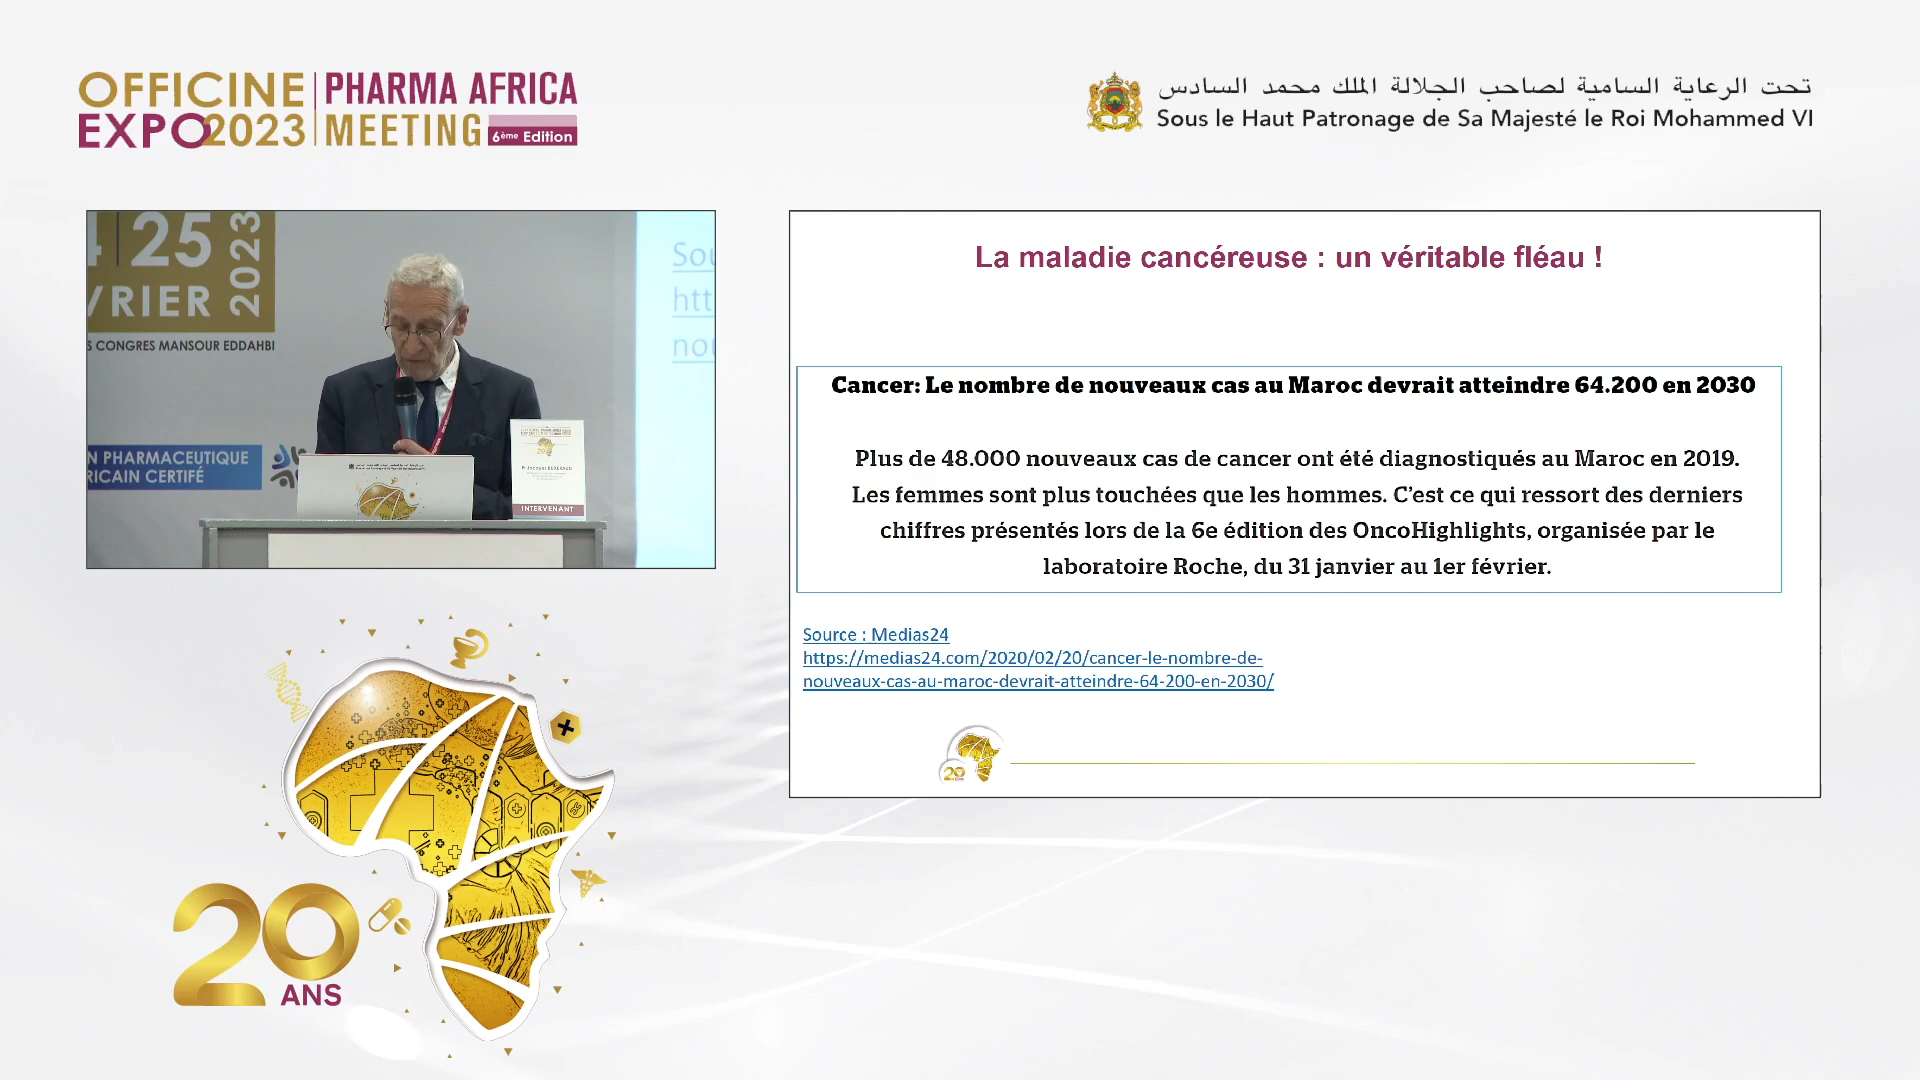 OFFICINE
EXPO2023
PHARMA AFRICA
MEETING
6ème Edition
تحت الرعاية السامية لصاحب الجلالة الملك محمد السادس
Sous le Haut Patronage de Sa Majesté le Roi Mohammed VI
25
VRIER
2023
S CONGRES MANSOUR EDDAHBI
N PHARMACEUTIQUE
RICAIN CERTIFÉ
Sou
htt
nou
INTERVENANT
La maladie cancéreuse : un véritable fléau !
Cancer: Le nombre de nouveaux cas au Maroc devrait atteindre 64.200 en 2030
Plus de 48.000 nouveaux cas de cancer ont été diagnostiqués au Maroc en 2019.
Les femmes sont plus touchées que les hommes. C’est ce qui ressort des derniers
chiffres présentés lors de la 6e édition des OncoHighlights, organisée par le
laboratoire Roche, du 31 janvier au 1er février.
Source : Medias24
https://medias24.com/2020/02/20/cancer-le-nombre-de-
nouveaux-cas-au-maroc-devrait-atteindre-64-200-en-2030/
20
20
ANS